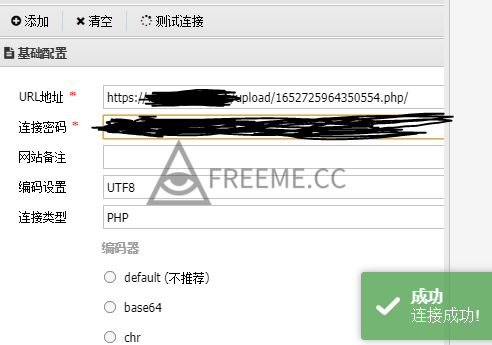 添加 清空 测试连接
基础配置
URL地址 * https: upload/1652725964350554.php/
连接密码 *
网站备注
编码设置 UTF8
连接类型 PHP
编码器
default (不推荐)
base64
chr
FREEME.CC
成功
连接成功!